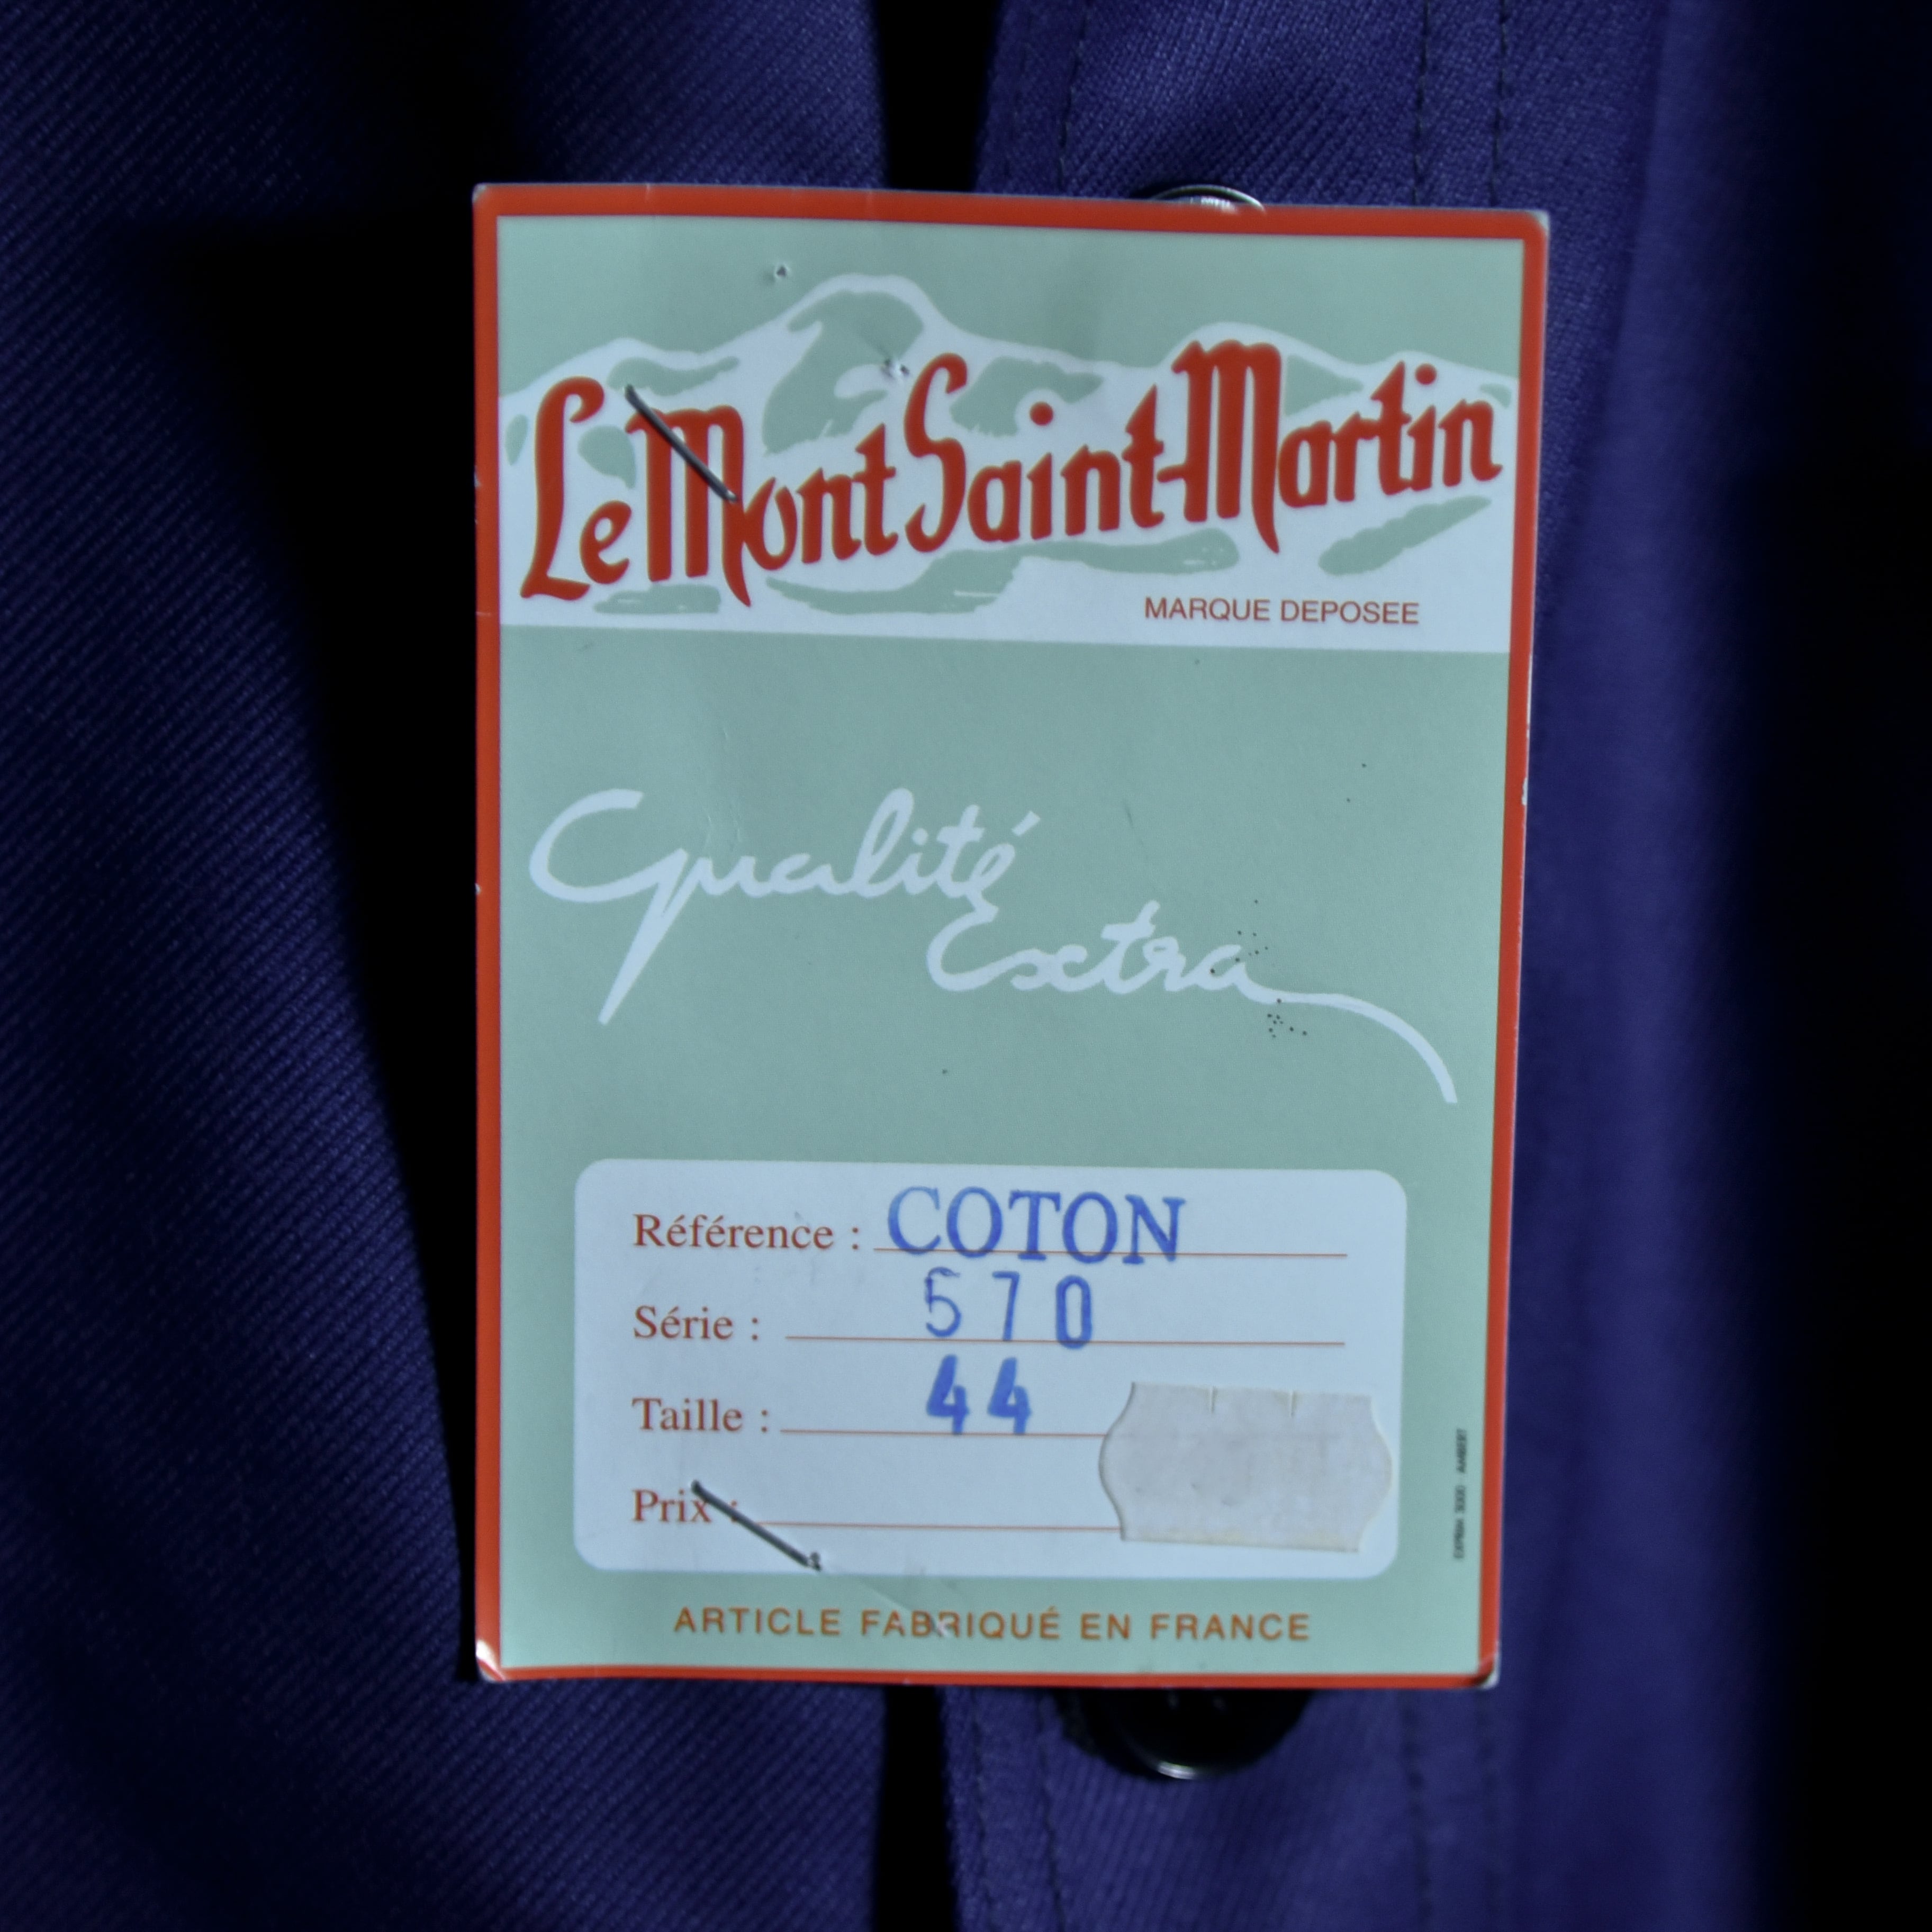 Le Mont Saint-Martin
MARQUE DEPOSEE
Qualité
Extra
Référence : COTON
Série : 570
Taille : 44
Prix :
ARTICLE FABRIQUÉ EN FRANCE